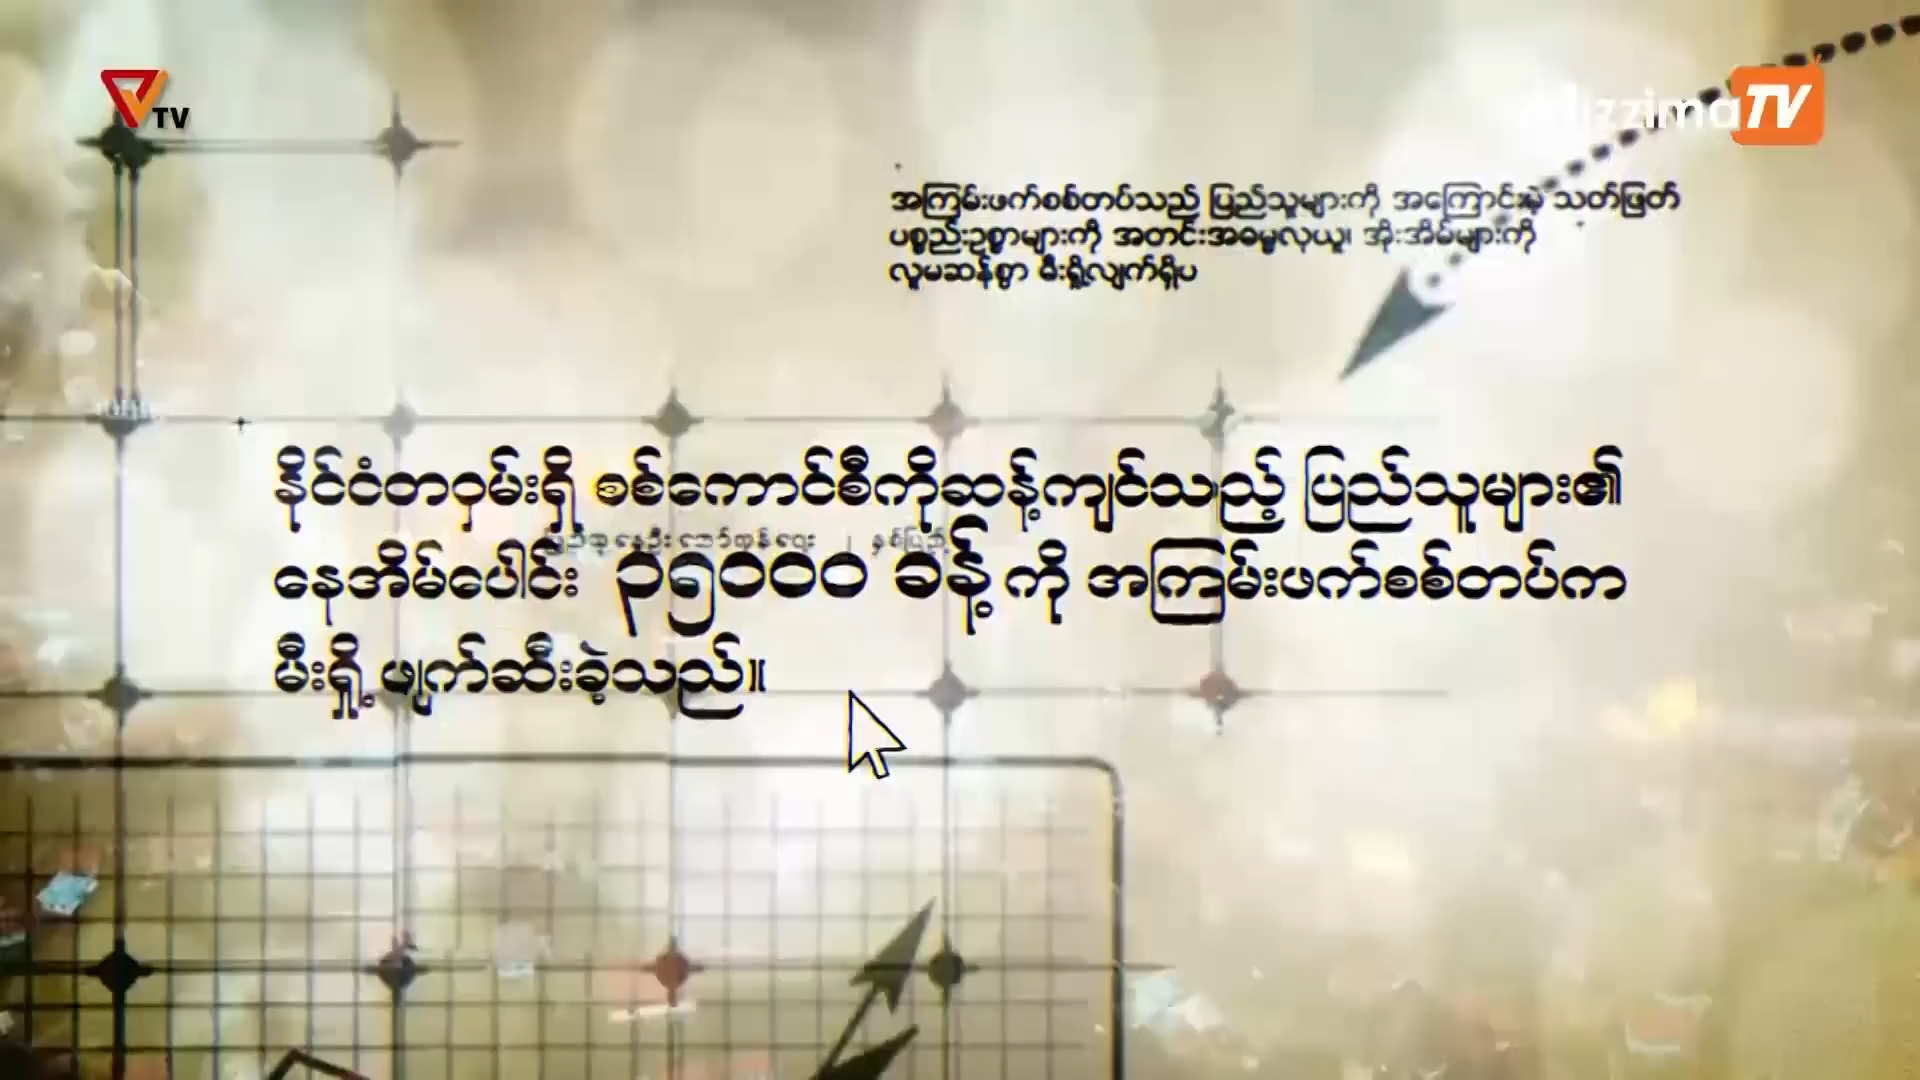 TV
MizzimaTV
အကြမ်းဖက်စစ်တပ်သည် ပြည်သူများကို အကြောင်းမဲ့ သတ်ဖြတ်
ပစ္စည်းဥစ္စာများကို အတင်းအဓမ္မလုယူ၊ အိုးအိမ်များကို
လူမဆန်စွာ မီးရှို့လျက်ရှိပ
နိုင်ငံတဝှမ်းရှိ စစ်ကောင်စီကိုဆန့်ကျင်သည့် ပြည်သူများ၏
နေအိမ်ပေါင်း ၃၅၀၀၀ ခန့် ကို အကြမ်းဖက်စစ်တပ်က
မီးရှို့ ဖျက်ဆီးခဲ့သည်။